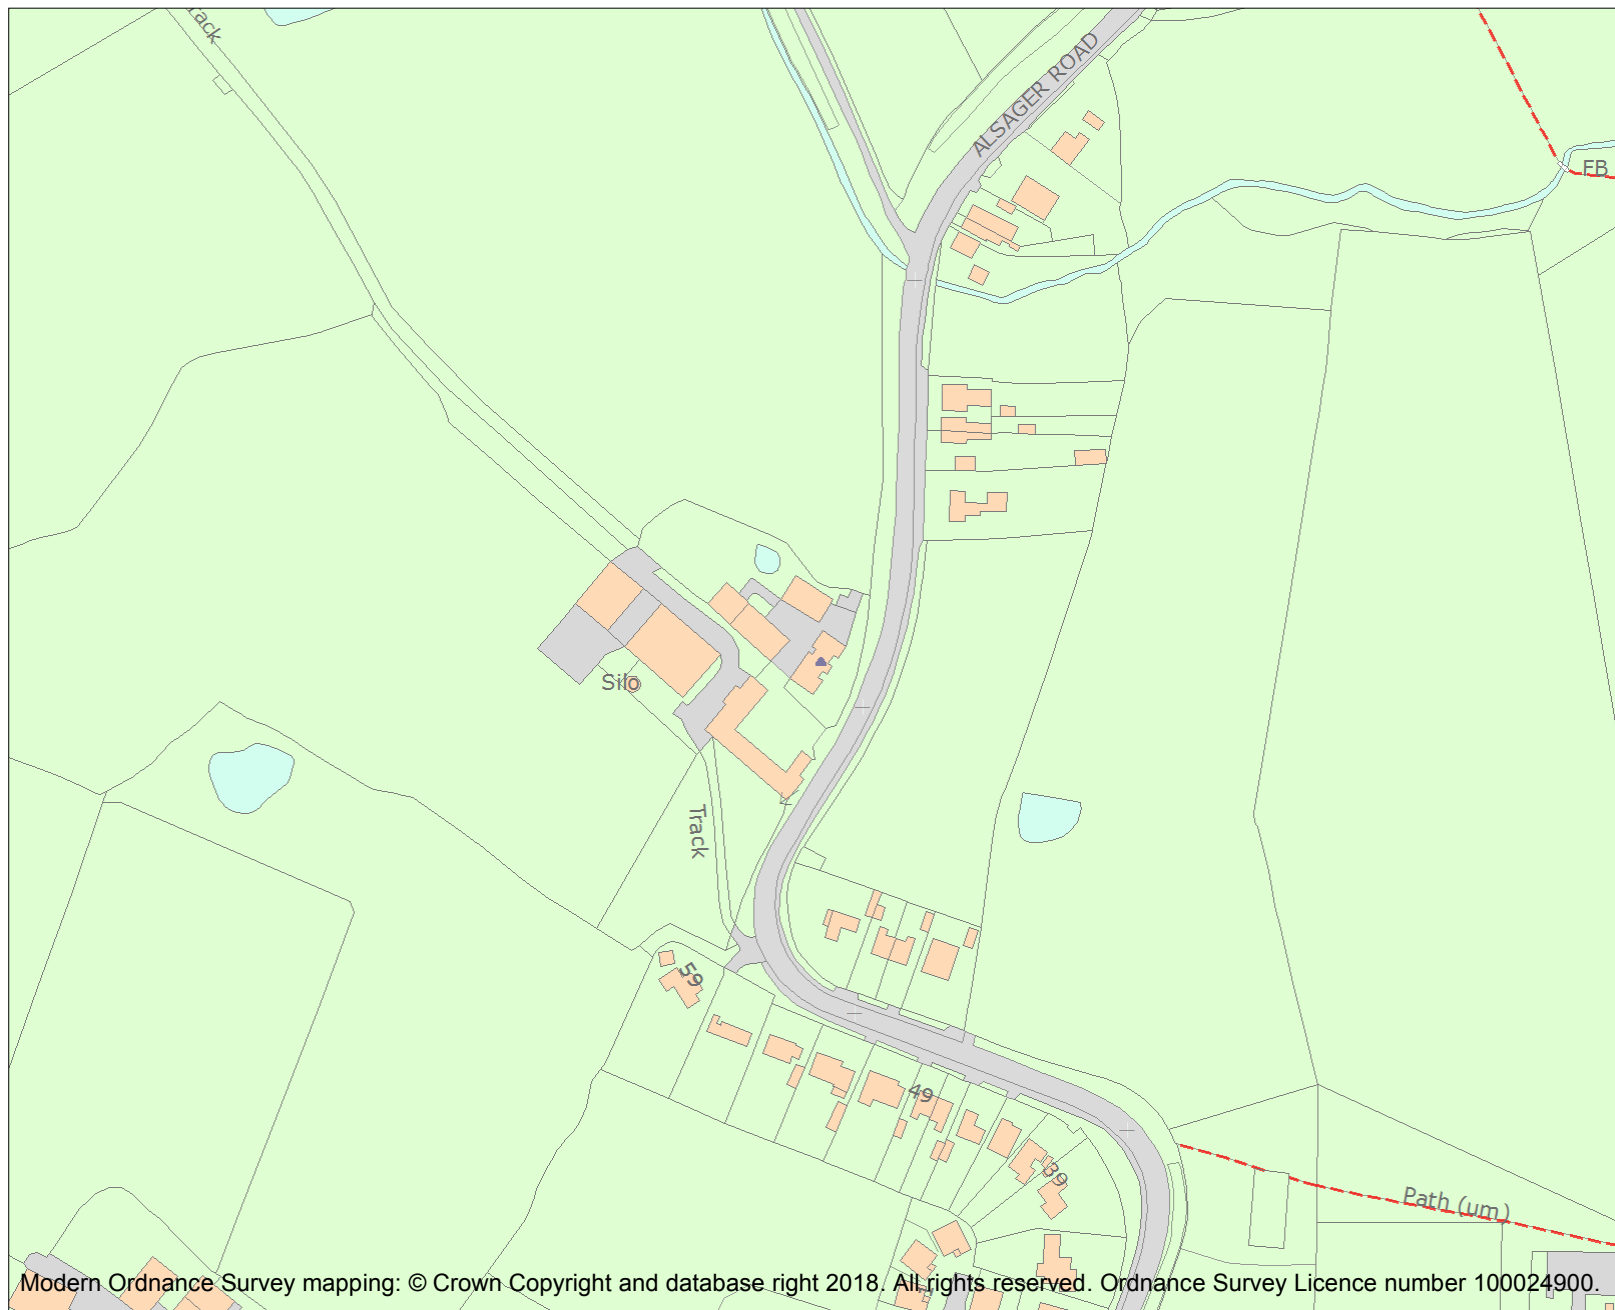 Track
ALSAGER ROAD
FB
Silo
Track
59
49
39
Path (um)
Modern Ordnance Survey mapping: © Crown Copyright and database right 2018. All rights reserved. Ordnance Survey Licence number 100024900.